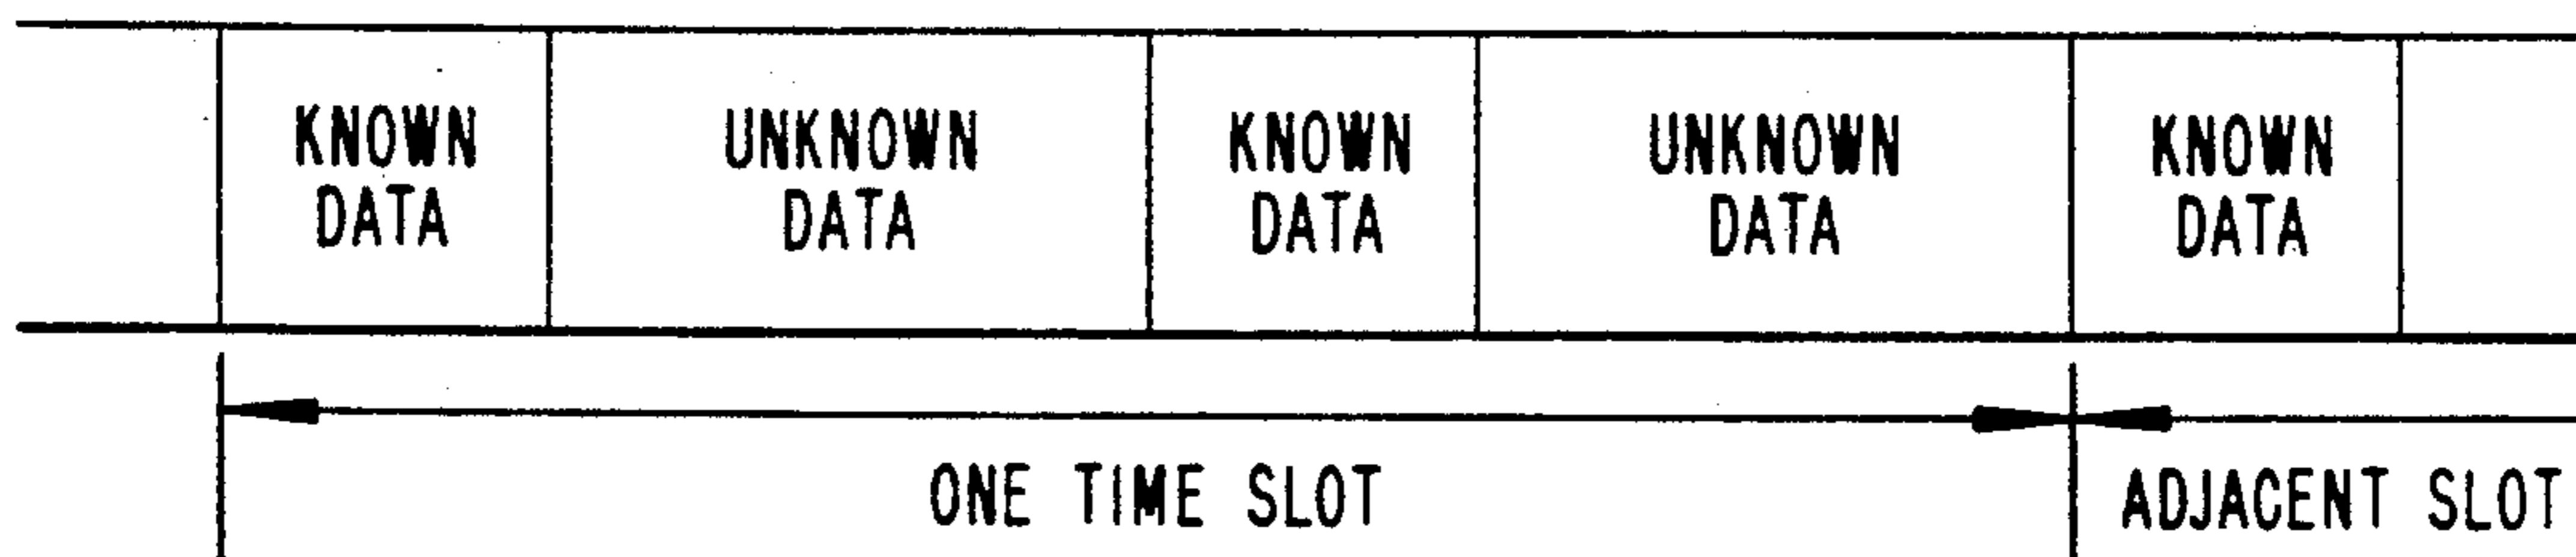 KNOWN
DATA
UNKNOWN
DATA
KNOWN
DATA
UNKNOWN
DATA
KNOWN
DATA
ONE TIME SLOT
ADJACENT SLOT